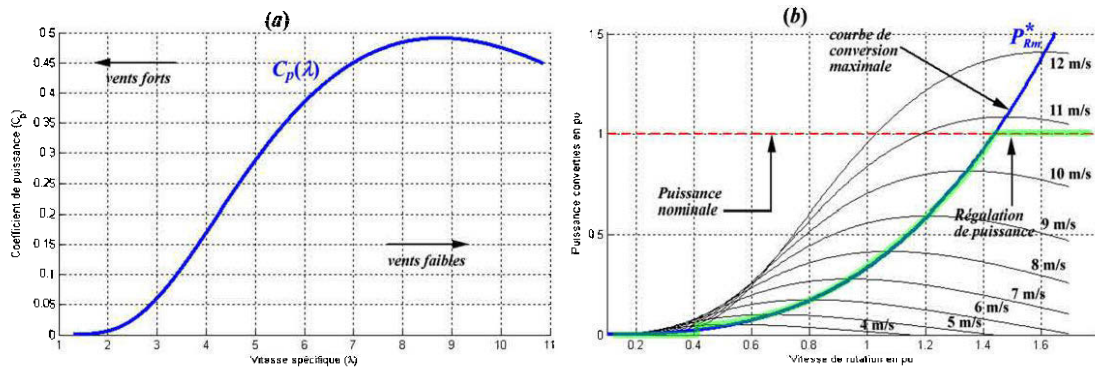 (a)
0.5
0.45
0.4
0.35
0.3
0.25
0.2
0.15
0.1
0.05
0
Coefficient de puissance (Cp)
vents forts
Cp(λ)
vents faibles
1 2 3 4 5 6 7 8 9 10 11
Vitesse spécifique (λ)
(b)
1.5
1
0.5
0
Puissance converties en pu
courbe de
conversion
maximale
P*Rm
12 m/s
11 m/s
10 m/s
9 m/s
8 m/s
7 m/s
6 m/s
5 m/s
4 m/s
Puissance
nominale
Régulation
de puissance
0.2 0.4 0.6 0.8 1.0 1.2 1.4 1.6
Vitesse de rotation en pu